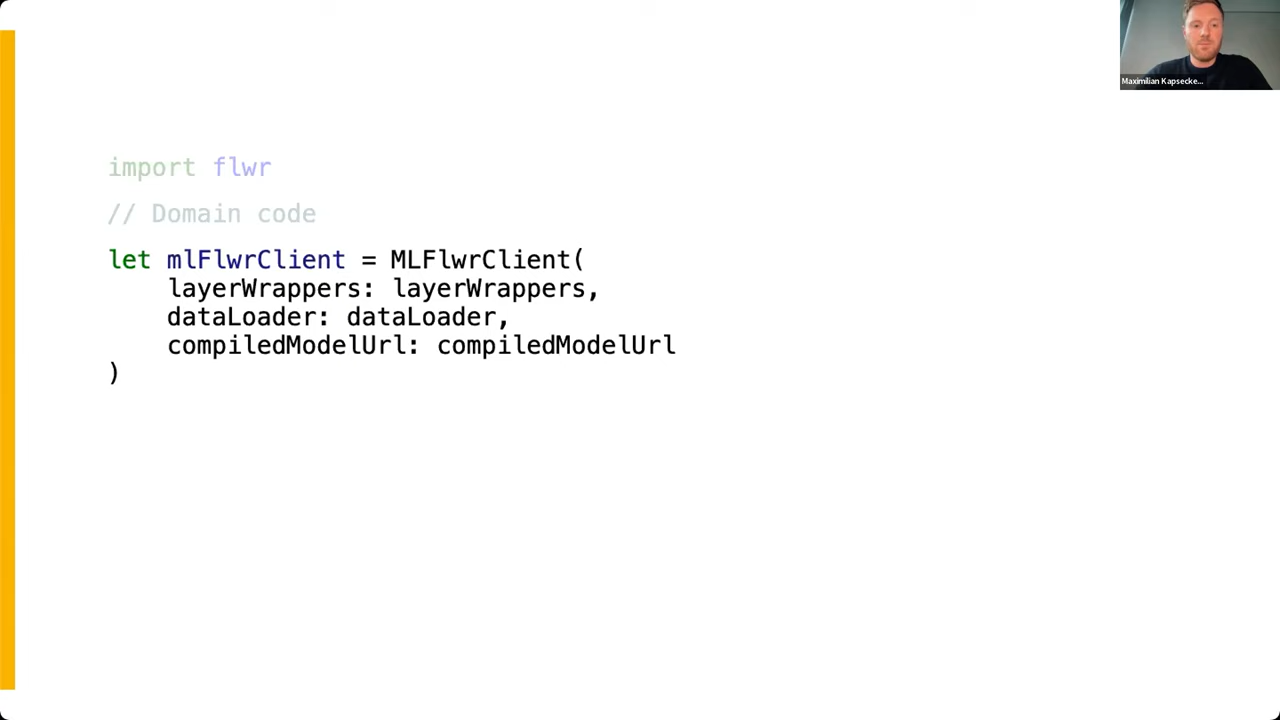 Maximilian Kapsecke...
import flwr
// Domain code
let mlFlwrClient = MLFlwrClient(
    layerWrappers: layerWrappers,
    dataLoader: dataLoader,
    compiledModelUrl: compiledModelUrl
)